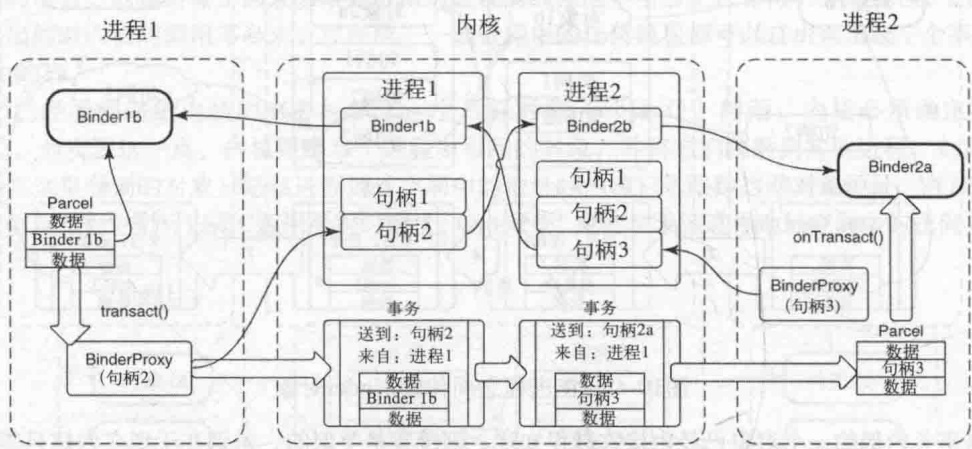 进程1
内核
进程2
Binder1b
Parcel
数据
Binder 1b
数据
transact()
BinderProxy
(句柄2)
进程1
Binder1b
句柄1
句柄2
进程2
Binder2b
句柄1
句柄2
句柄3
事务
送到：句柄2
来自：进程1
数据
Binder 1b
数据
事务
送到：句柄2a
来自：进程1
数据
句柄3
数据
Binder2a
onTransact()
BinderProxy
(句柄3)
Parcel
数据
句柄3
数据